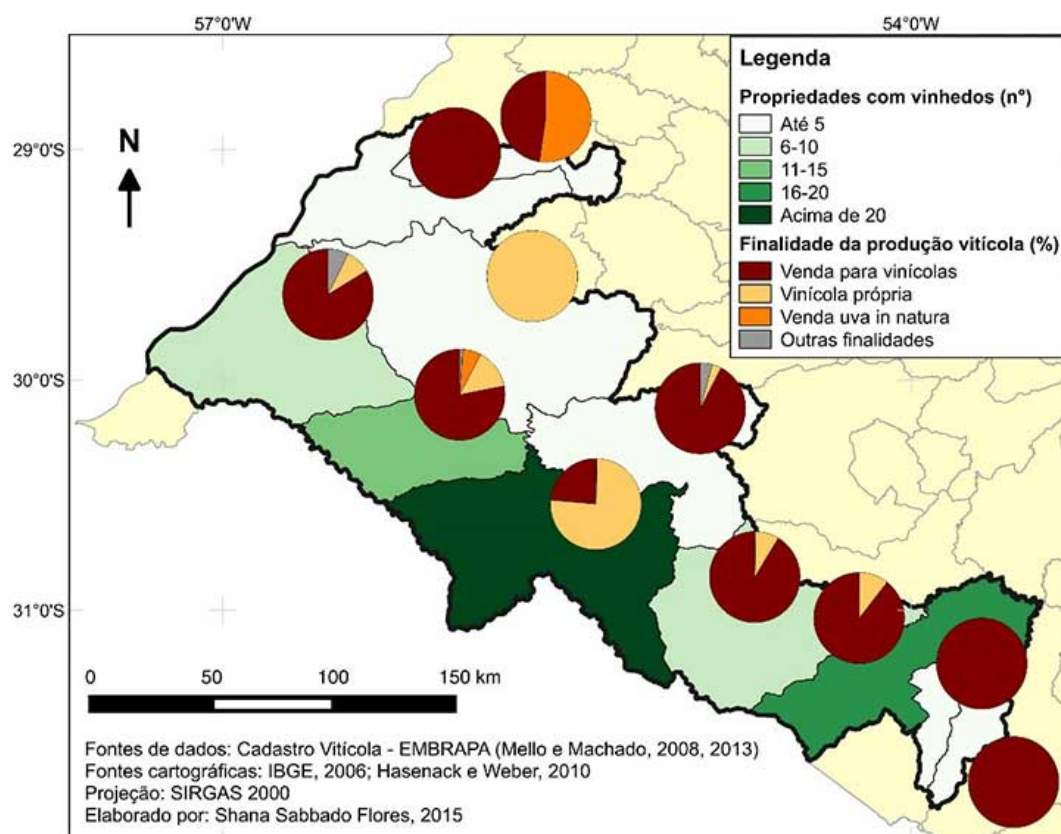 57°0'W
54°0'W
29°0'S
30°0'S
31°0'S
N
Legenda
Propriedades com vinhedos (n°)
Até 5
6-10
11-15
16-20
Acima de 20
Finalidade da produção vitícola (%)
Venda para vinícolas
Vinícola própria
Venda uva in natura
Outras finalidades
0 50 100 150 km
Fontes de dados: Cadastro Vitícola - EMBRAPA (Mello e Machado, 2008, 2013)
Fontes cartográficas: IBGE, 2006; Hasenack e Weber, 2010
Projeção: SIRGAS 2000
Elaborado por: Shana Sabbado Flores, 2015